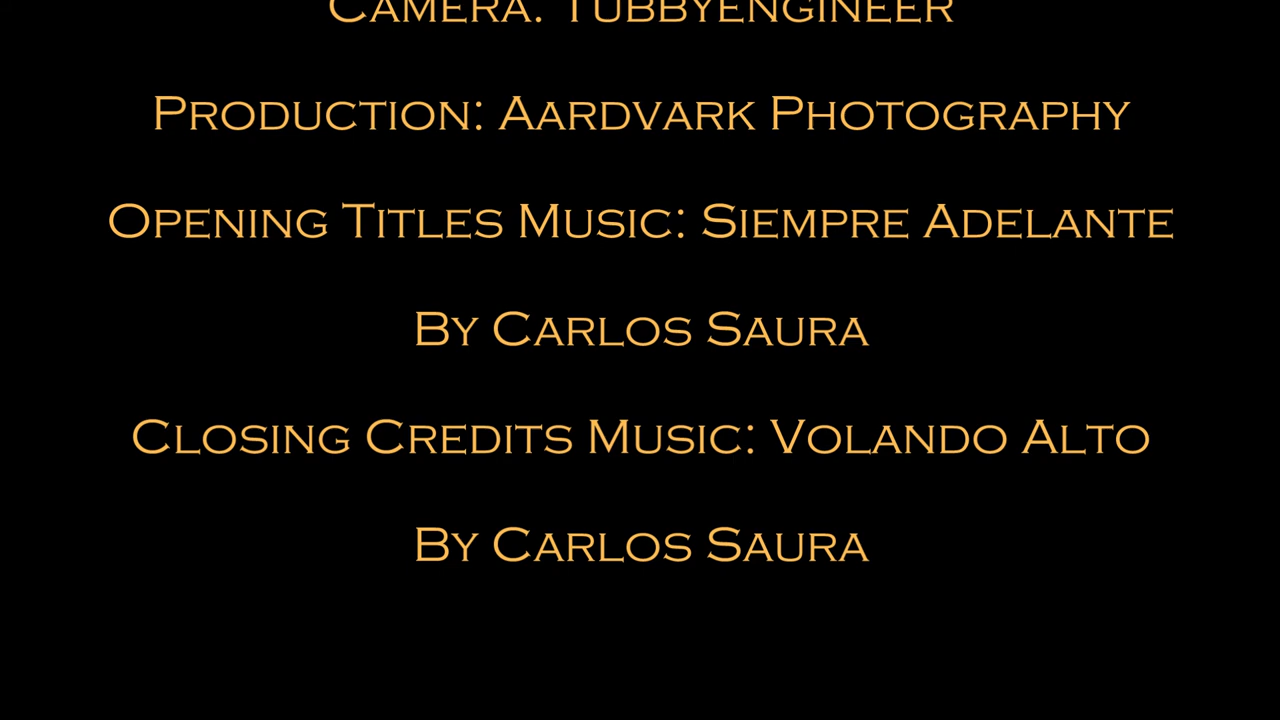 Camera: Tubbyengineer
Production: Aardvark Photography
Opening Titles Music: Siempre Adelante
By Carlos Saura
Closing Credits Music: Volando Alto
By Carlos Saura